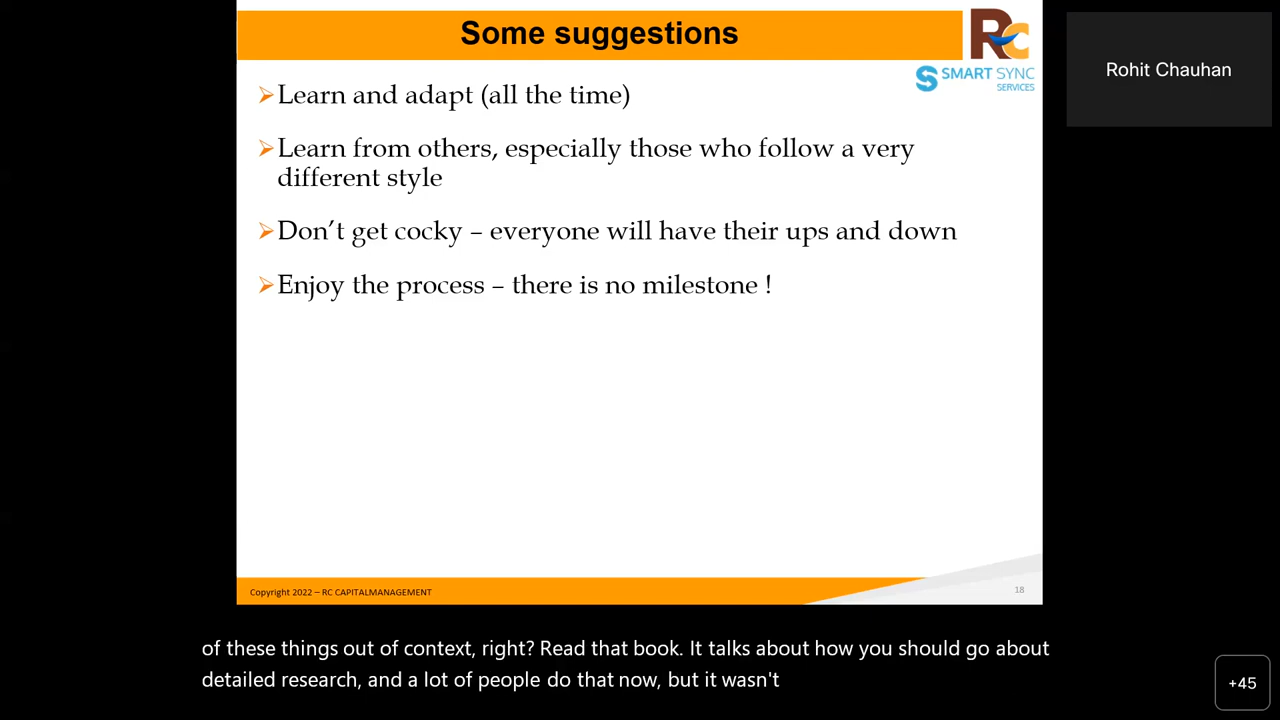 Some suggestions
RC
SMART SYNC
SERVICES
Rohit Chauhan
➢Learn and adapt (all the time)
➢Learn from others, especially those who follow a very
different style
➢Don’t get cocky – everyone will have their ups and down
➢Enjoy the process – there is no milestone !
Copyright 2022 – RC CAPITALMANAGEMENT
18
of these things out of context, right? Read that book. It talks about how you should go about
detailed research, and a lot of people do that now, but it wasn't
+45